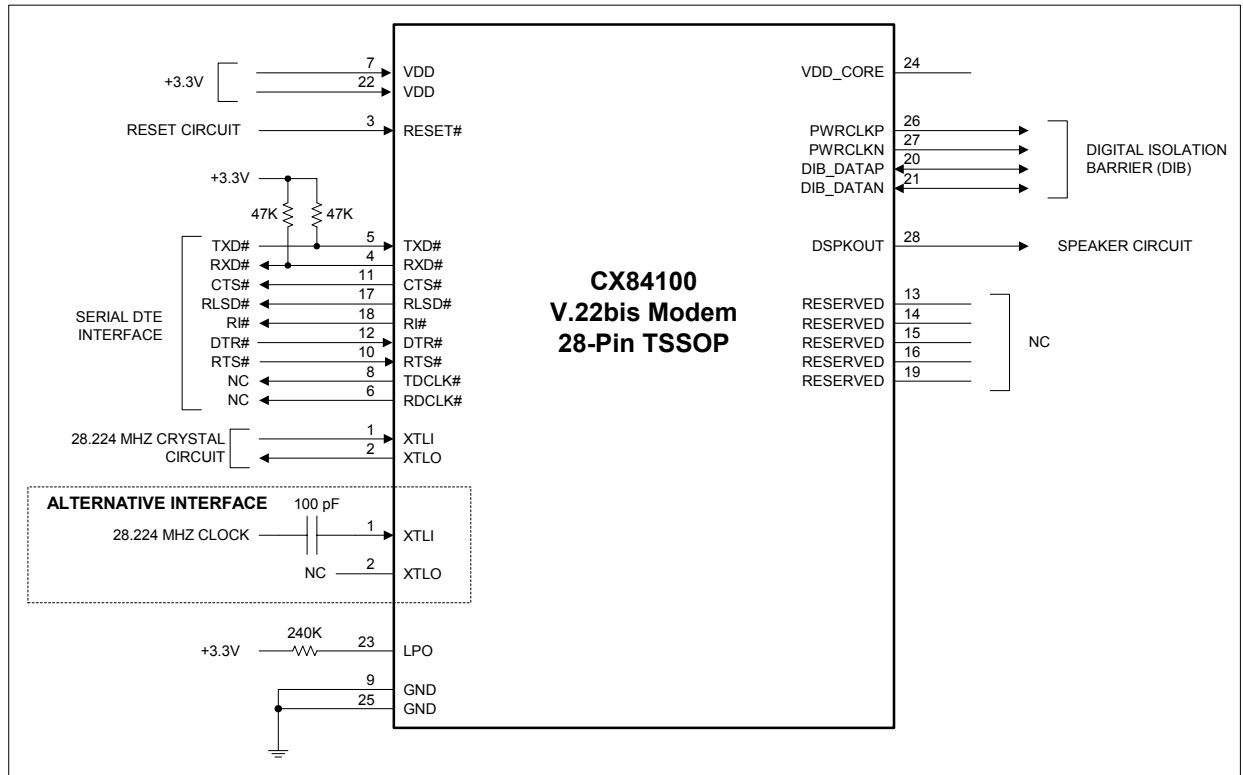 +3.3V
7 VDD
22 VDD
RESET CIRCUIT 3 RESET#
+3.3V
47K 47K
SERIAL DTE
INTERFACE
TXD# 5 TXD#
RXD# 4 RXD#
CTS# 11 CTS#
RLSD# 17 RLSD#
RI# 18 RI#
DTR# 12 DTR#
RTS# 10 RTS#
NC 8 TDCLK#
NC 6 RDCLK#
28.224 MHZ CRYSTAL
CIRCUIT
1 XTLI
2 XTLO
ALTERNATIVE INTERFACE
100 pF
28.224 MHZ CLOCK 1 XTLI
NC 2 XTLO
+3.3V 240K 23 LPO
9 GND
25 GND
CX84100
V.22bis Modem
28-Pin TSSOP
VDD_CORE 24
PWRCLKP 26
PWRCLKN 27
DIB_DATAP 20
DIB_DATAN 21
DIGITAL ISOLATION
BARRIER (DIB)
DSPKOUT 28 SPEAKER CIRCUIT
RESERVED 13
RESERVED 14
RESERVED 15
RESERVED 16
RESERVED 19
NC